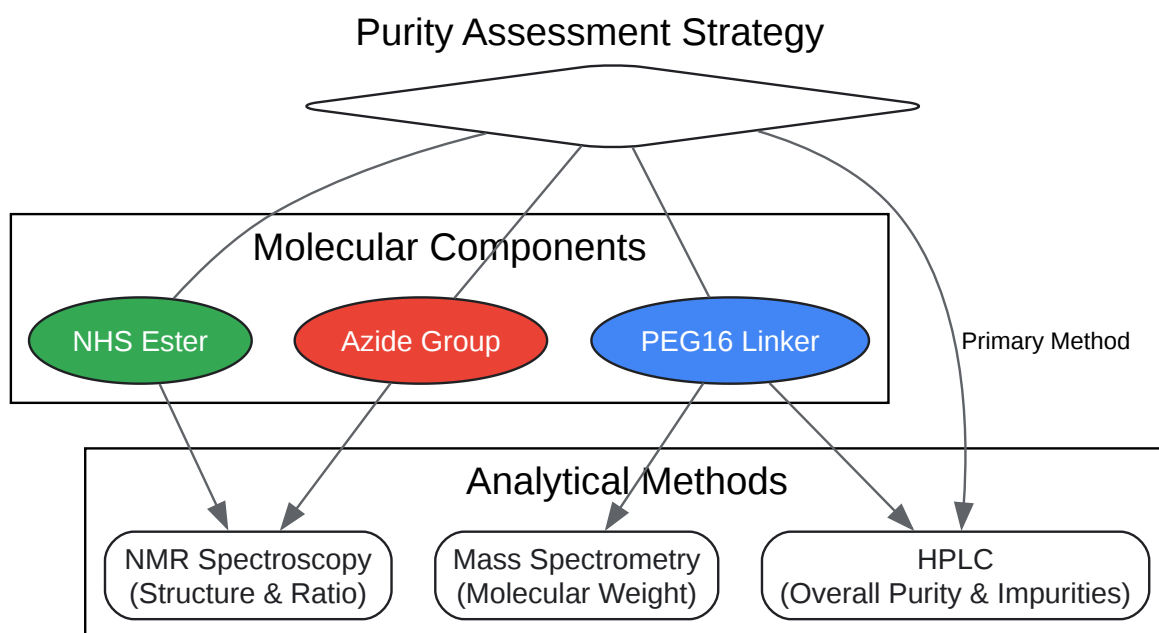 Purity Assessment Strategy
Molecular Components
NHS Ester
Azide Group
PEG16 Linker
Primary Method
Analytical Methods
NMR Spectroscopy
(Structure & Ratio)
Mass Spectrometry
(Molecular Weight)
HPLC
(Overall Purity & Impurities)